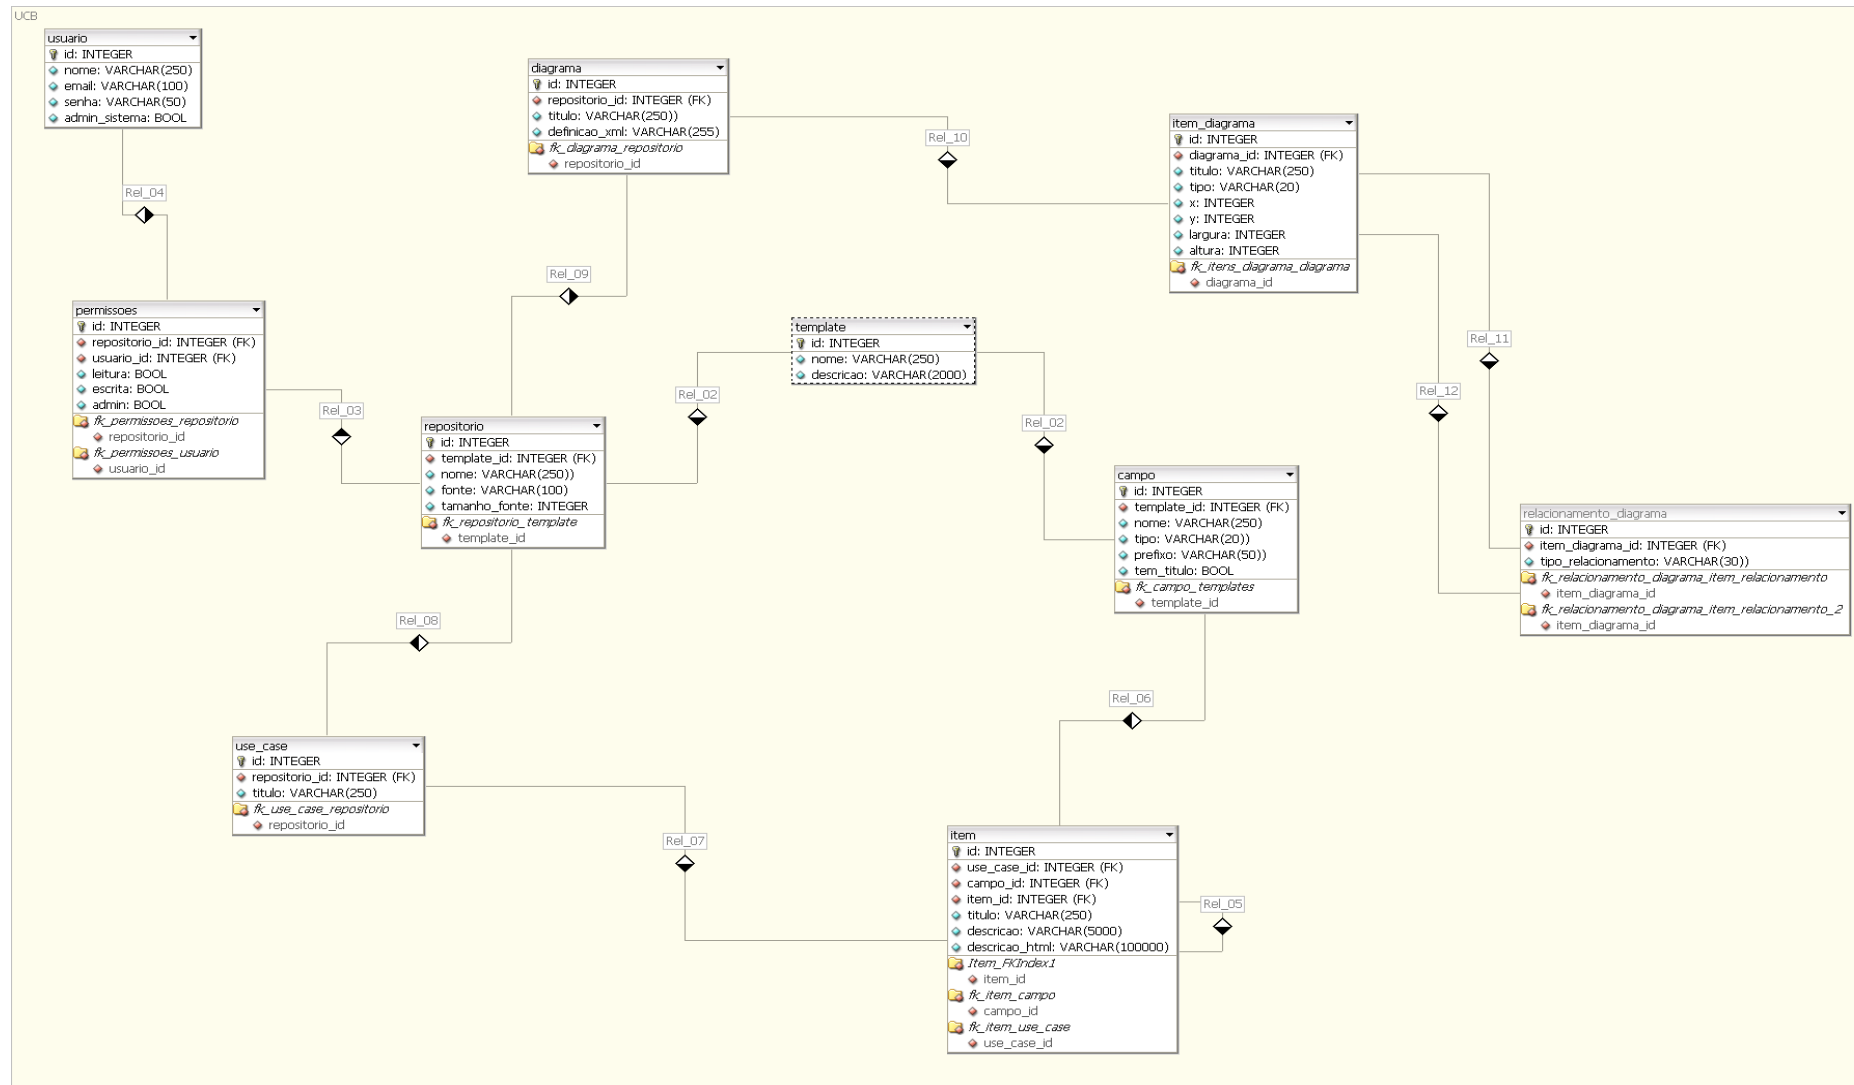 UCB
usuario
id: INTEGER
nome: VARCHAR(250)
email: VARCHAR(100)
senha: VARCHAR(50)
admin_sistema: BOOL
diagrama
id: INTEGER
repositorio_id: INTEGER (FK)
titulo: VARCHAR(250))
definicao_xml: VARCHAR(255)
fk_diagrama_repositorio
repositorio_id
Rel_10
item_diagrama
id: INTEGER
diagrama_id: INTEGER (FK)
titulo: VARCHAR(250)
tipo: VARCHAR(20)
x: INTEGER
y: INTEGER
largura: INTEGER
altura: INTEGER
fk_itens_diagrama_diagrama
diagrama_id
Rel_04
Rel_09
permissoes
id: INTEGER
repositorio_id: INTEGER (FK)
usuario_id: INTEGER (FK)
leitura: BOOL
escrita: BOOL
admin: BOOL
fk_permissoes_repositorio
repositorio_id
fk_permissoes_usuario
usuario_id
template
id: INTEGER
nome: VARCHAR(250)
descricao: VARCHAR(2000)
Rel_11
Rel_12
Rel_02
Rel_03
Rel_02
repositorio
id: INTEGER
template_id: INTEGER (FK)
nome: VARCHAR(250))
fonte: VARCHAR(100)
tamanho_fonte: INTEGER
fk_repositorio_template
template_id
campo
id: INTEGER
template_id: INTEGER (FK)
nome: VARCHAR(250)
tipo: VARCHAR(20))
prefixo: VARCHAR(50))
tem_titulo: BOOL
fk_campo_templates
template_id
relacionamento_diagrama
id: INTEGER
item_diagrama_id: INTEGER (FK)
tipo_relacionamento: VARCHAR(30))
fk_relacionamento_diagrama_item_relacionamento
item_diagrama_id
fk_relacionamento_diagrama_item_relacionamento_2
item_diagrama_id
Rel_08
Rel_06
use_case
id: INTEGER
repositorio_id: INTEGER (FK)
titulo: VARCHAR(250)
fk_use_case_repositorio
repositorio_id
Rel_07
item
id: INTEGER
use_case_id: INTEGER (FK)
campo_id: INTEGER (FK)
item_id: INTEGER (FK)
titulo: VARCHAR(250)
descricao: VARCHAR(5000)
descricao_html: VARCHAR(100000)
Item_FKIndex1
item_id
fk_item_campo
campo_id
fk_item_use_case
use_case_id
Rel_05